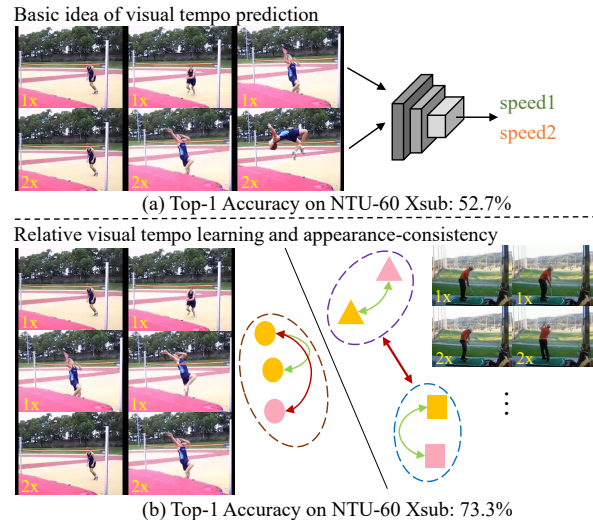 Basic idea of visual tempo prediction
1x
1x
1x
2x
2x
2x
speed1
speed2
(a) Top-1 Accuracy on NTU-60 Xsub: 52.7%
Relative visual tempo learning and appearance-consistency
1x
1x
1x
1x
2x
2x
1x
1x
2x
2x
(b) Top-1 Accuracy on NTU-60 Xsub: 73.3%